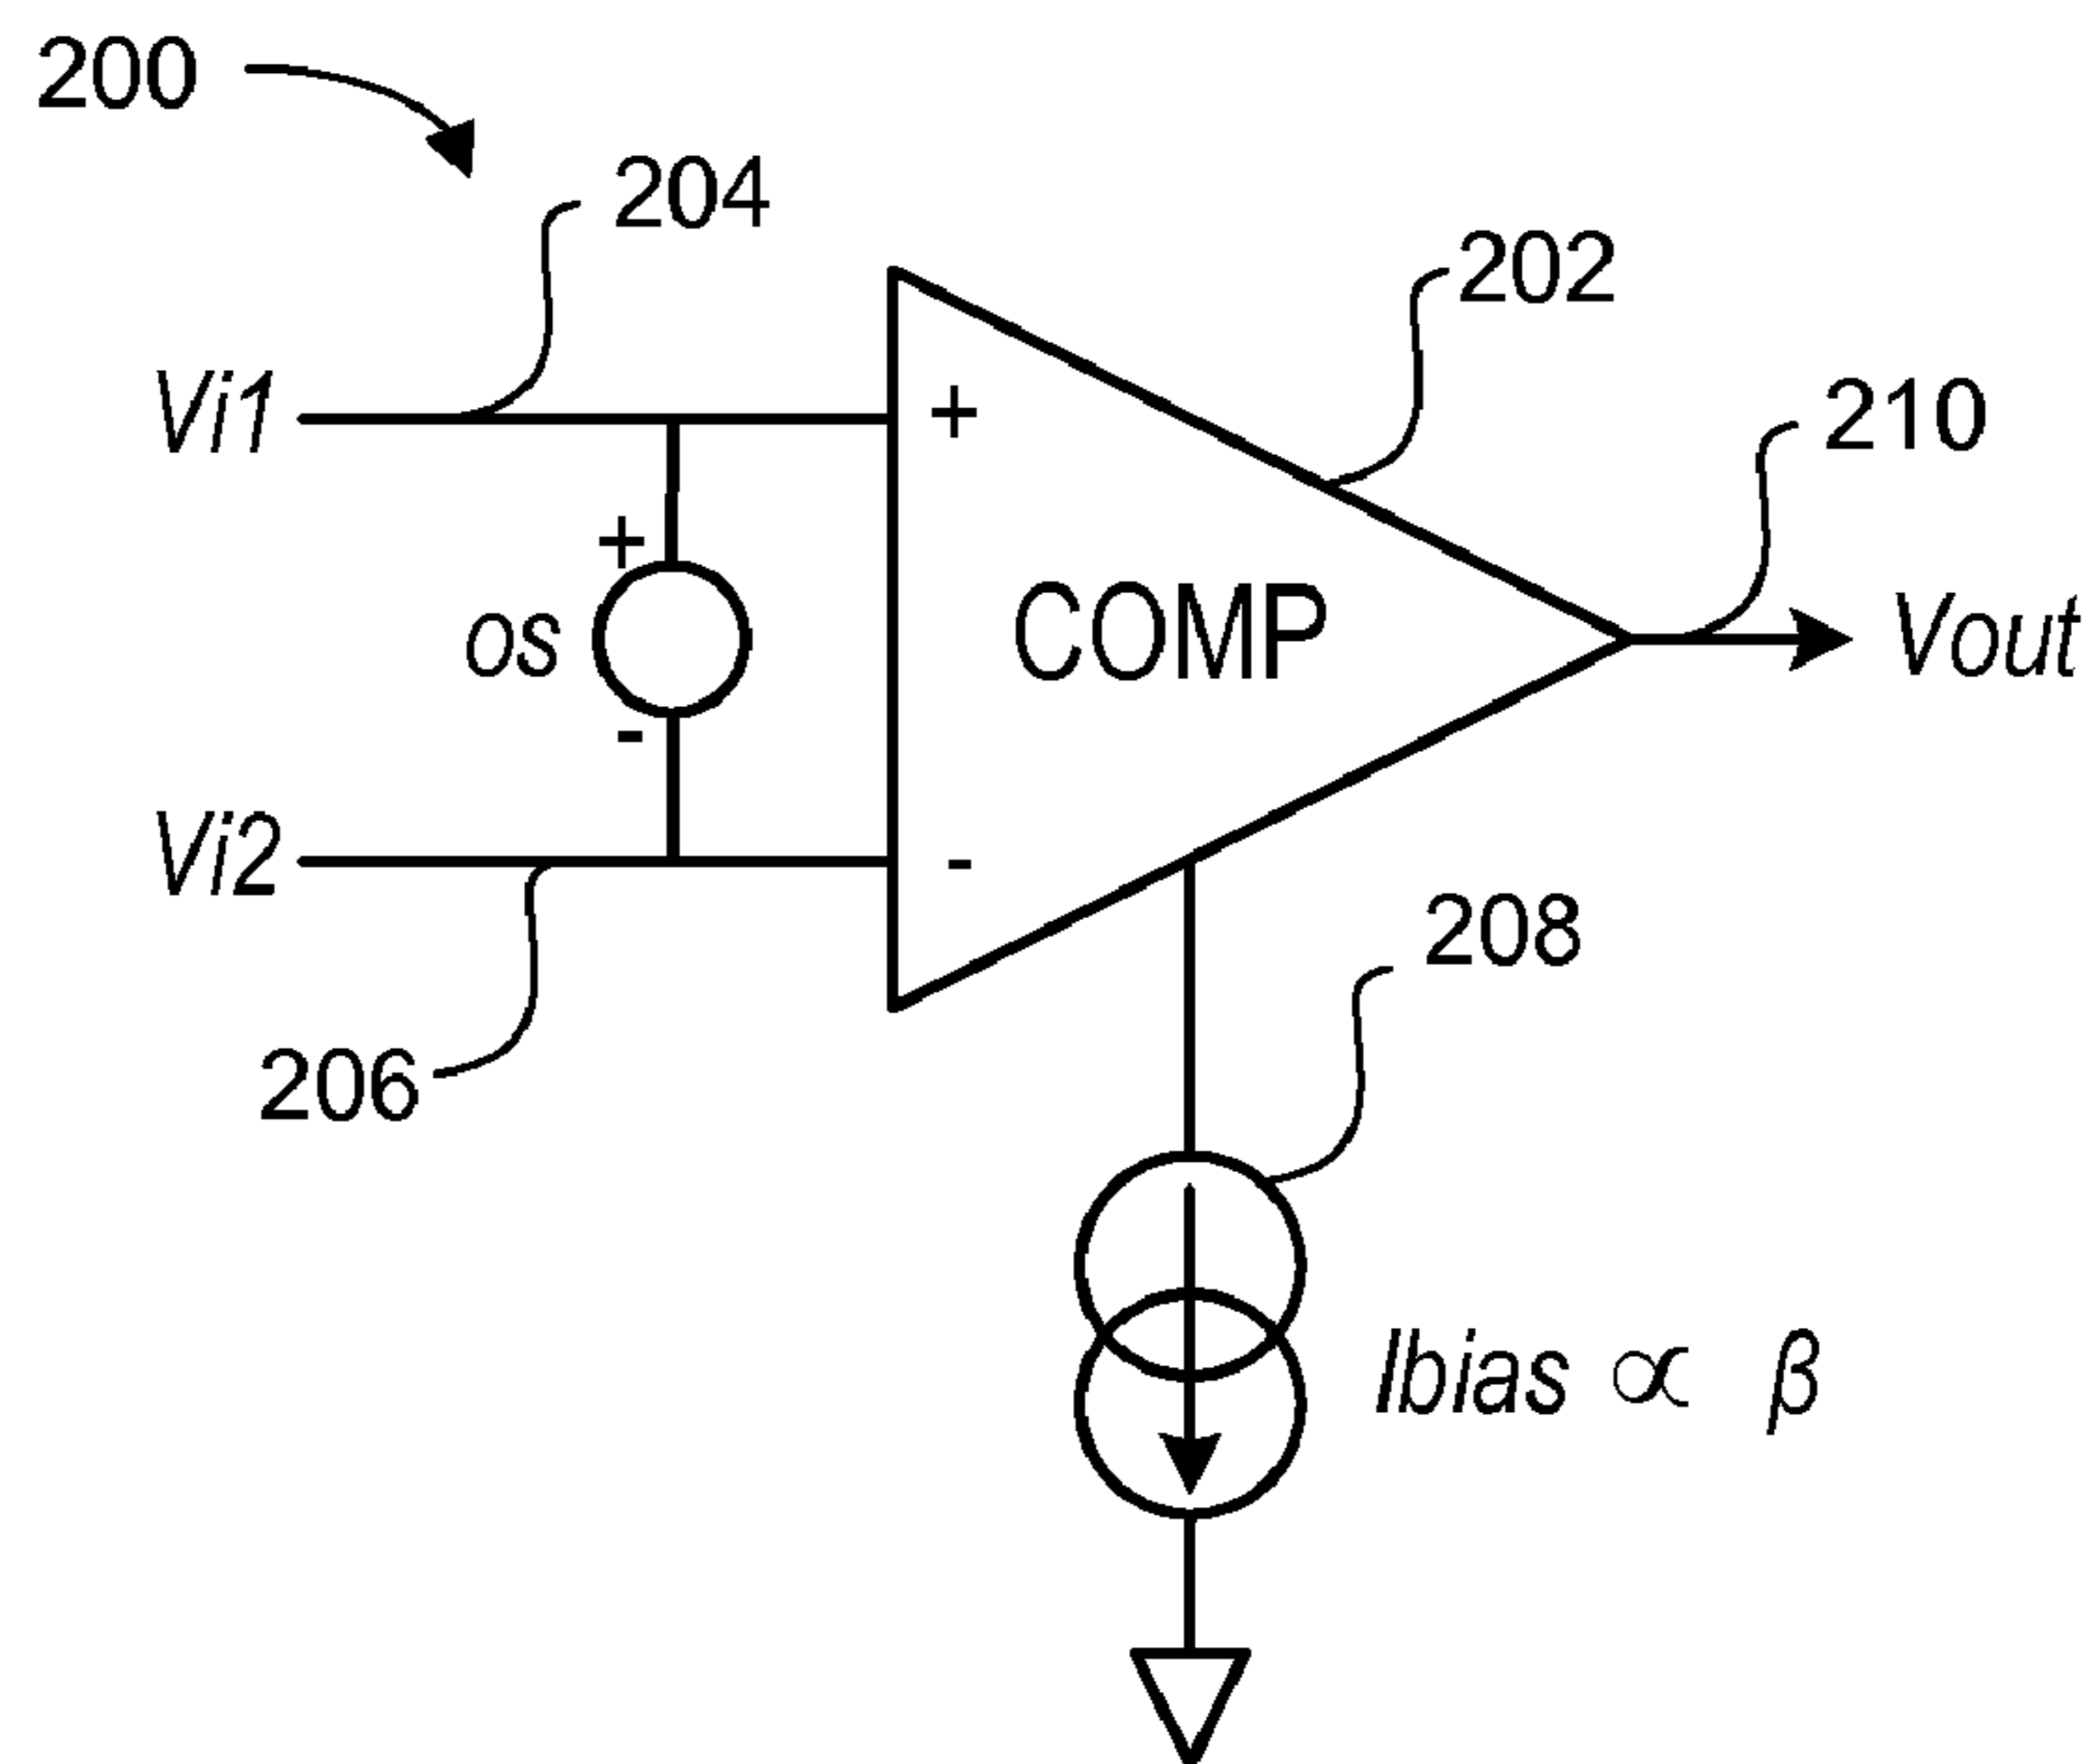 200
204
202
Vi1
+
210
+
os
COMP
Vout
-
Vi2
-
208
206
Ibias ∝ β